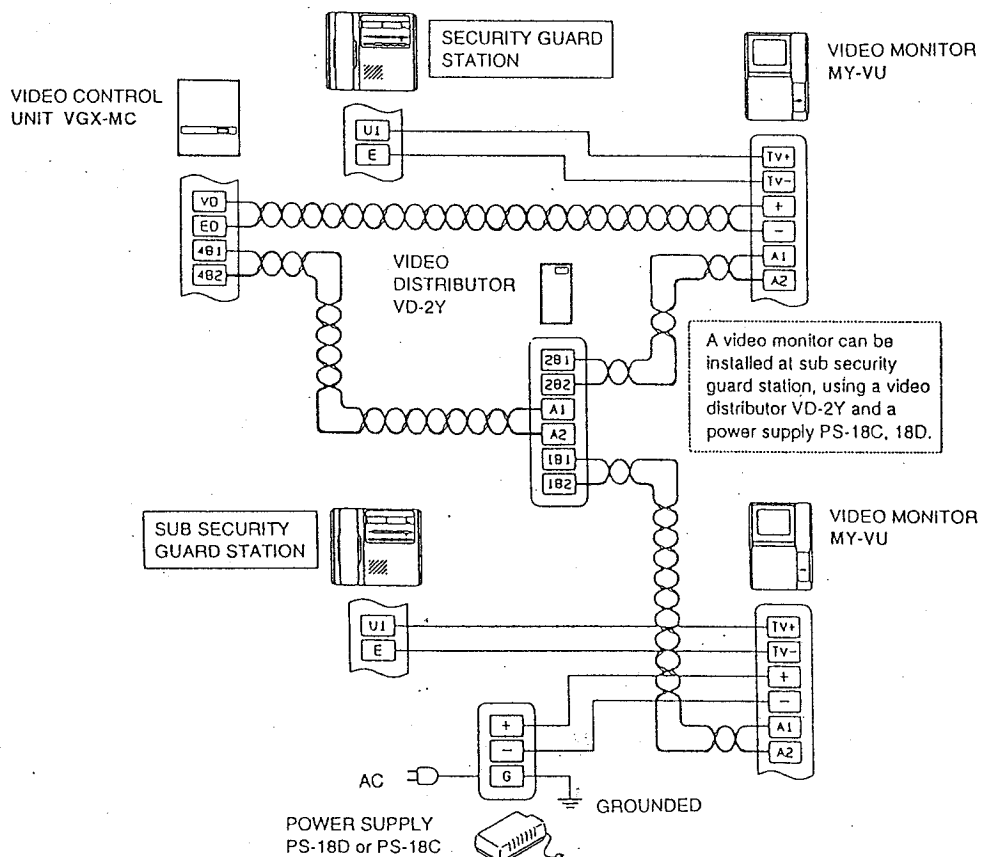 SECURITY GUARD
STATION
VIDEO MONITOR
MY-VU
VIDEO CONTROL
UNIT VGX-MC
U1
E
TV+
TV-
+
-
A1
A2
VD
ED
4B1
4B2
VIDEO
DISTRIBUTOR
VD-2Y
2B1
2B2
A1
A2
1B1
1B2
A video monitor can be
installed at sub security
guard station, using a video
distributor VD-2Y and a
power supply PS-18C, 18D.
SUB SECURITY
GUARD STATION
VIDEO MONITOR
MY-VU
U1
E
TV+
TV-
+
-
A1
A2
+
-
G
AC
GROUNDED
POWER SUPPLY
PS-18D or PS-18C